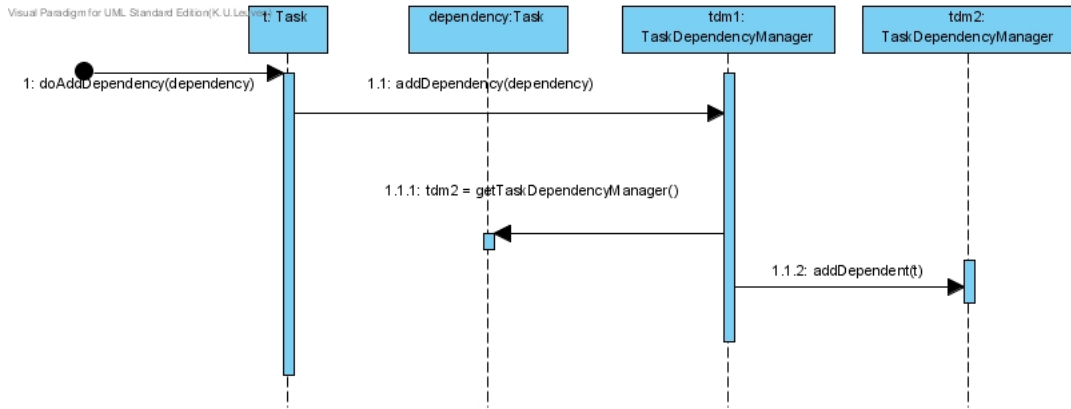 Visual Paradigm for UML Standard Edition(K.U.Leuven)
t: Task
dependency:Task
tdm1:
TaskDependencyManager
tdm2:
TaskDependencyManager
1: doAddDependency(dependency)
1.1: addDependency(dependency)
1.1.1: tdm2 = getTaskDependencyManager()
1.1.2: addDependent(t)